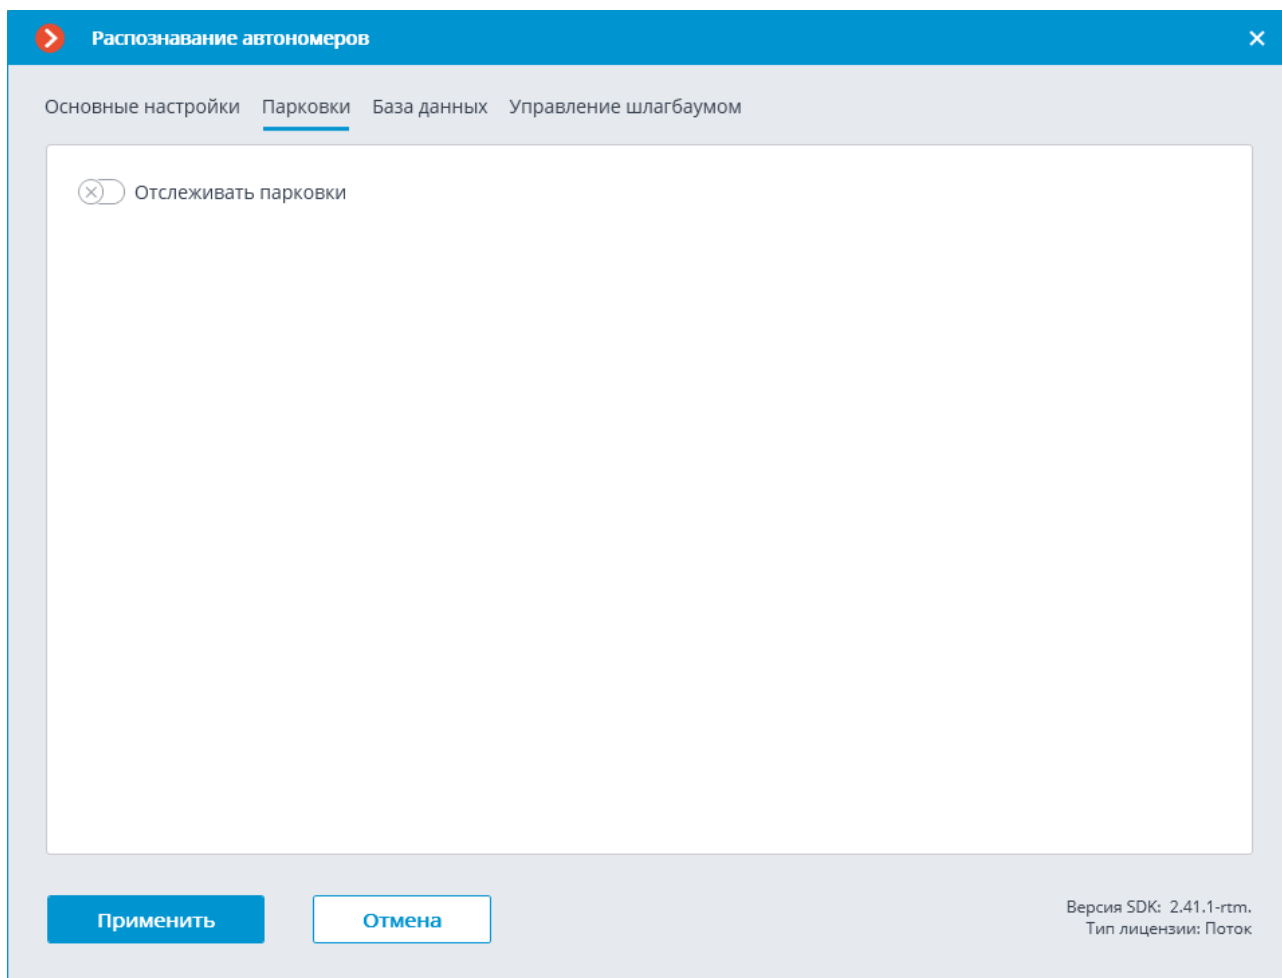 Распознавание автономеров
Основные настройки Парковки База данных Управление шлагбаумом
Отслеживать парковки
Применить Отмена
Версия SDK: 2.41.1-rtm.
Тип лицензии: Поток